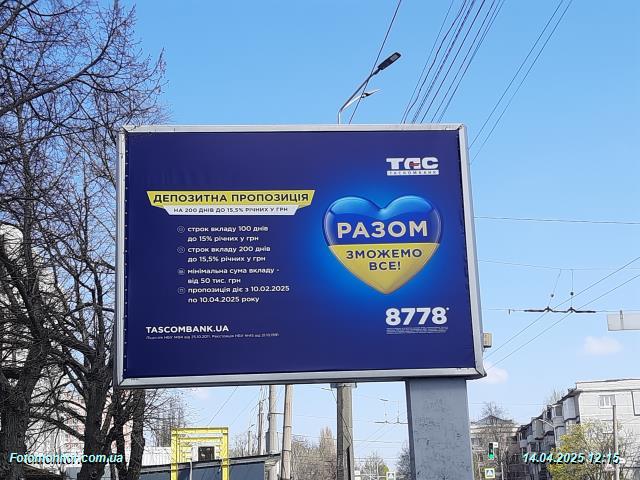 ТАС
ТАСКОМБАНК
ДЕПОЗИТНА ПРОПОЗИЦІЯ
НА 200 ДНІВ ДО 15,5% РІЧНИХ У ГРН
строк вкладу 100 днів
до 15% річних у грн
строк вкладу 200 днів
до 15,5% річних у грн
мінімальна сума вкладу -
від 50 тис. грн
пропозиція діє з 10.02.2025
по 10.04.2025 року
РАЗОМ
ЗМОЖЕМО
ВСЕ!
8778*
TASCOMBANK.UA
Fotomonitor.com.ua
14.04.2025 12:15